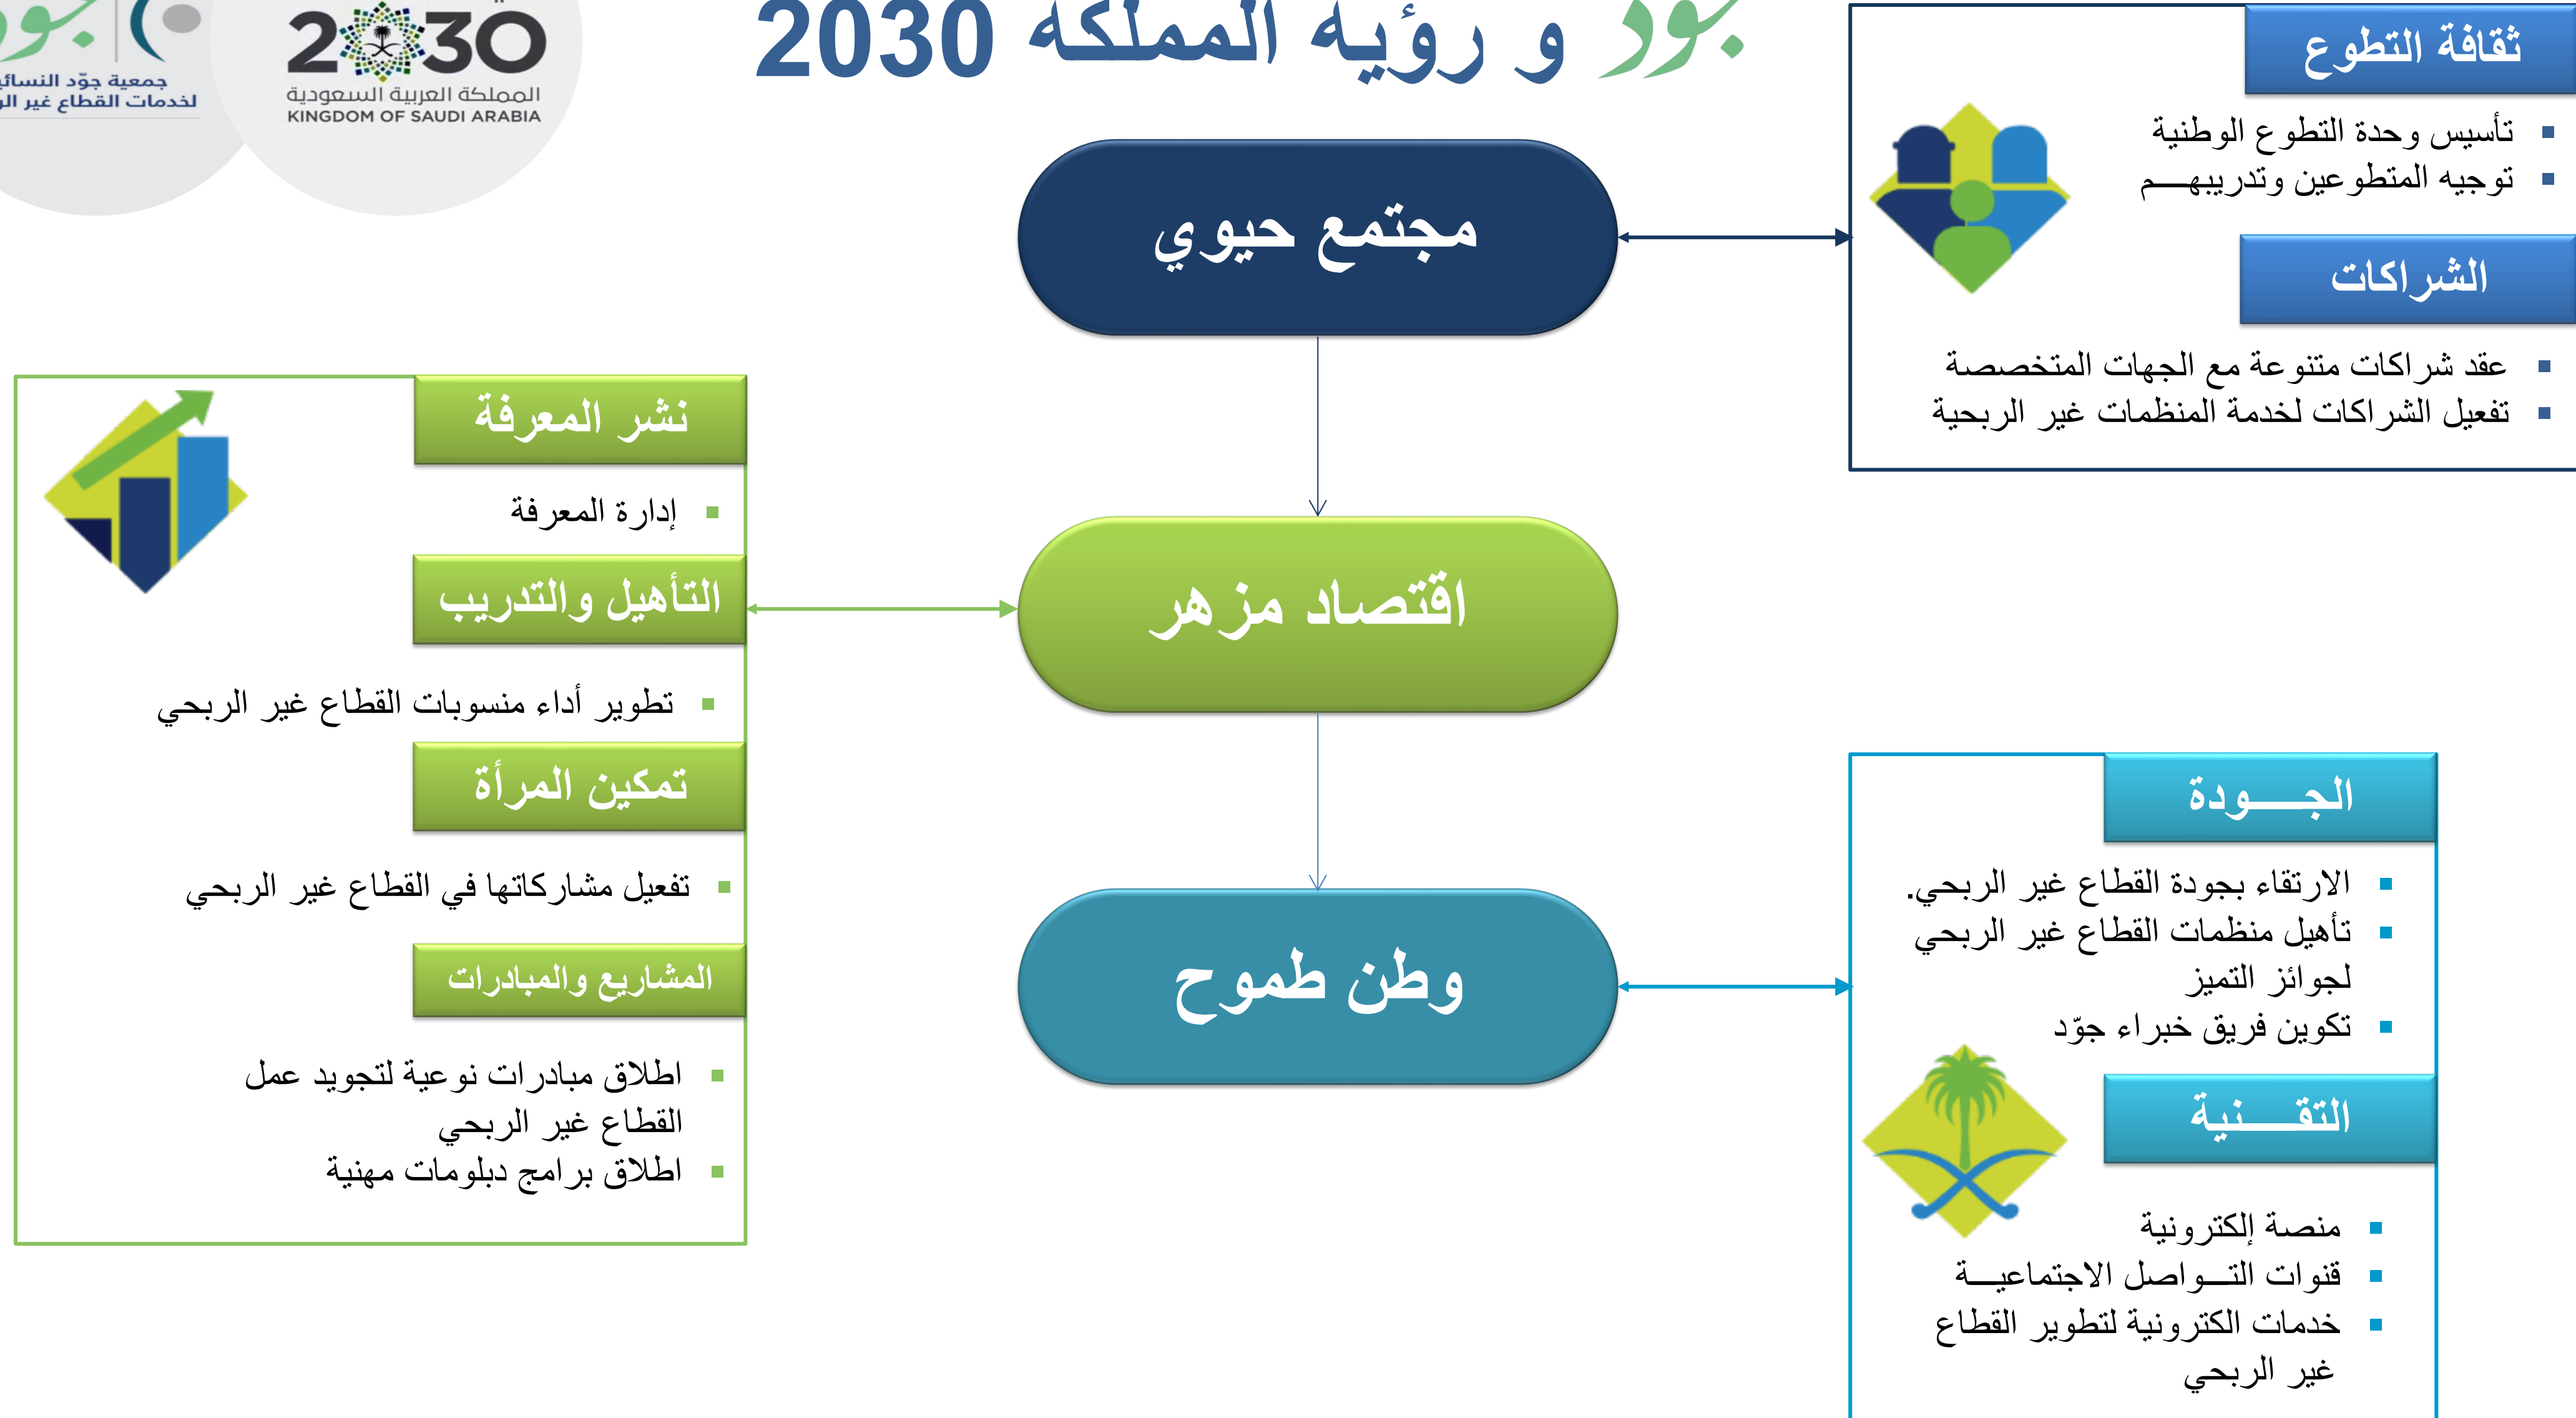 جود و رؤية المملكة 2030
2030
المملكة العربية السعودية
KINGDOM OF SAUDI ARABIA
جود
جمعية جوّد
لخدمات القطاع غير
ثقافة التطوع
تأسيس وحدة التطوع الوطنية
توجيه المتطوعين وتدريبهـــم
الشراكات
عقد شراكات متنوعة مع الجهات المتخصصة
تفعيل الشراكات لخدمة المنظمات غير الربحية
مجتمع حيوي
اقتصاد مزهر
وطن طموح
نشر المعرفة
إدارة المعرفة
التأهيل والتدريب
تطوير أداء منسوبات القطاع غير الربحي
تمكين المرأة
تفعيل مشاركاتها في القطاع غير الربحي
المشاريع والمبادرات
اطلاق مبادرات نوعية لتجويد عمل
القطاع غير الربحي
اطلاق برامج دبلومات مهنية
الجـــــودة
الارتقاء بجودة القطاع غير الربحي.
تأهيل منظمات القطاع غير الربحي
لجوائز التميز
تكوين فريق خبراء جوّد
التقـــــنية
منصة إلكترونية
قنوات التـــواصل الاجتماعيـــة
خدمات الكترونية لتطوير القطاع
غير الربحي